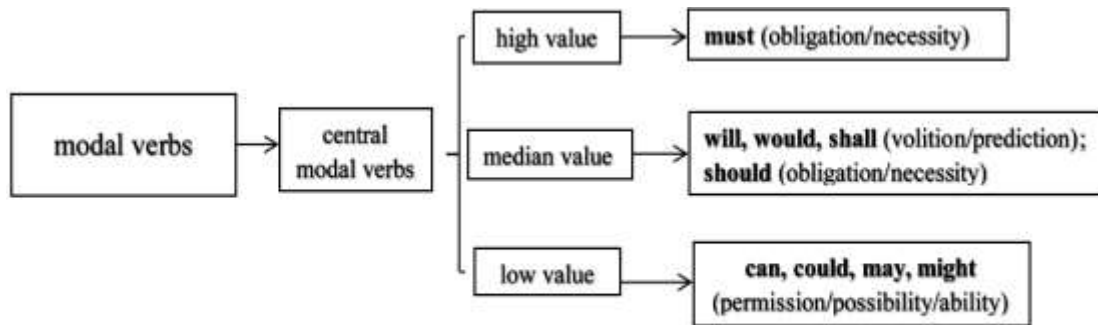 modal verbs
central
modal verbs
high value
must (obligation/necessity)
median value
will, would, shall (volition/prediction);
should (obligation/necessity)
low value
can, could, may, might
(permission/possibility/ability)